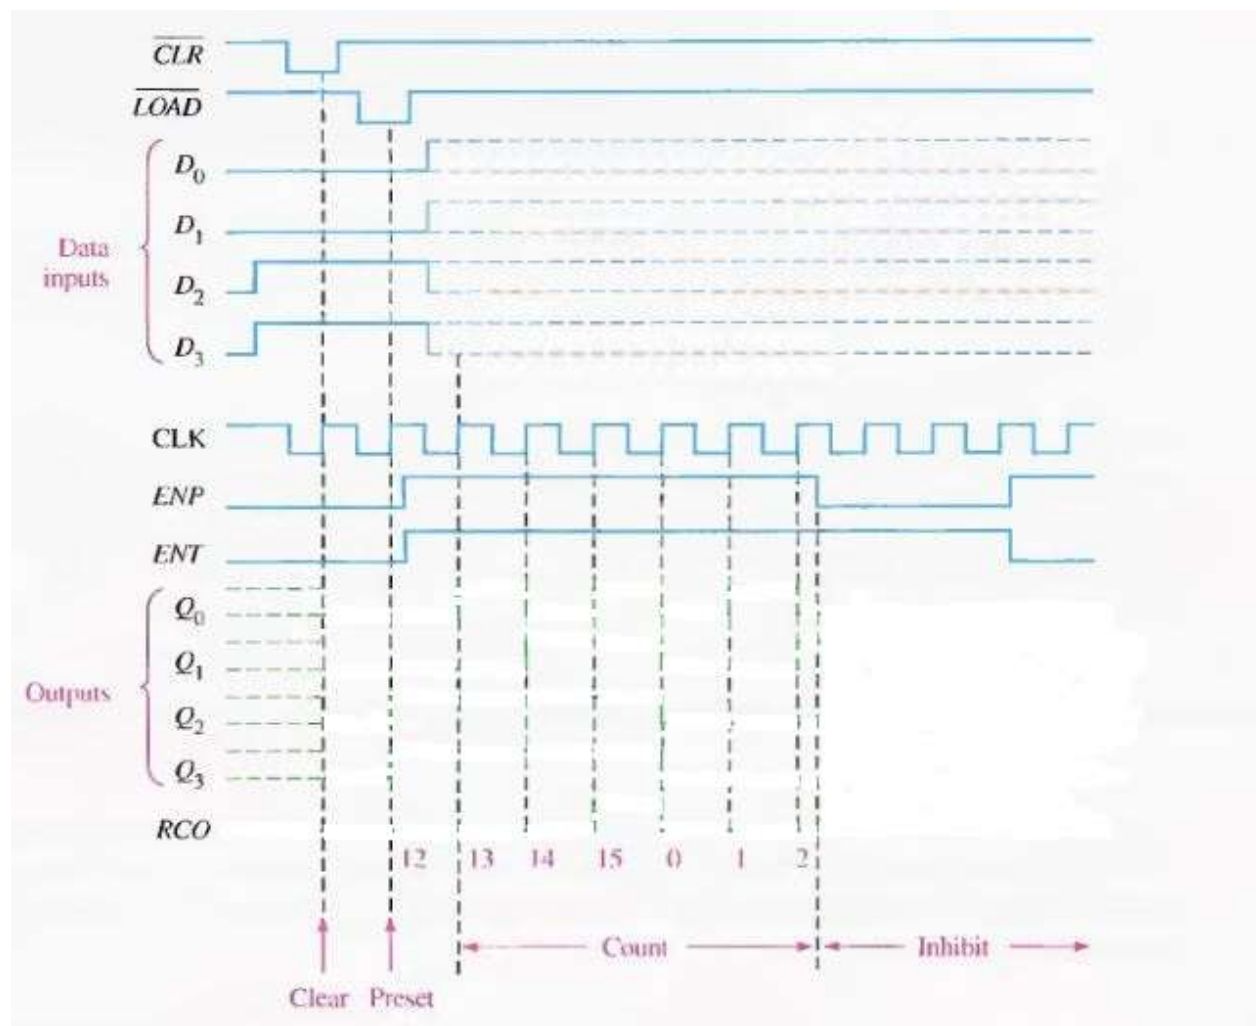 CLR
LOAD
D0
D1
Data
inputs
D2
D3
CLK
ENP
ENT
Q0
Q1
Outputs
Q2
Q3
RCO
12 13 14 15 0 1 2
Count
Inhibit
Clear Preset